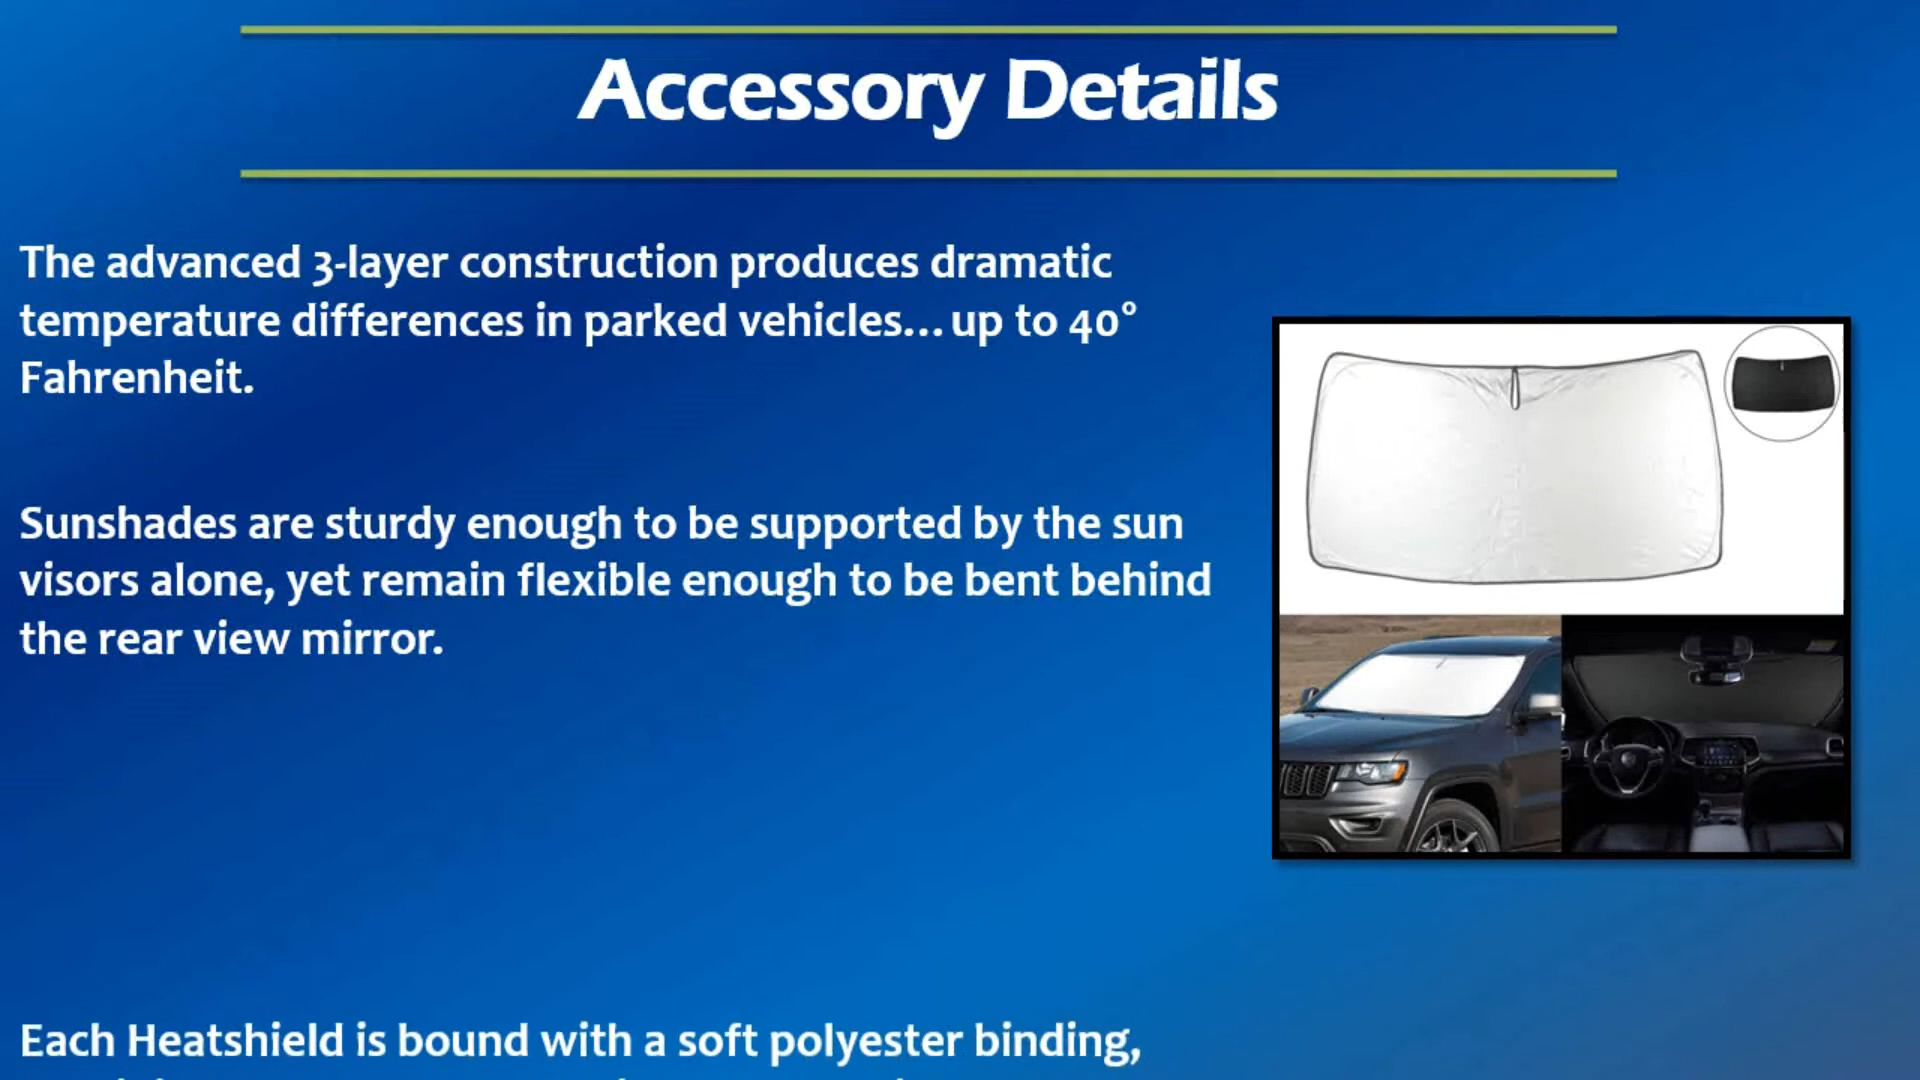 Accessory Details
The advanced 3-layer construction produces dramatic
temperature differences in parked vehicles...up to 40°
Fahrenheit.
Sunshades are sturdy enough to be supported by the sun
visors alone, yet remain flexible enough to be bent behind
the rear view mirror.
Each Heatshield is bound with a soft polyester binding,